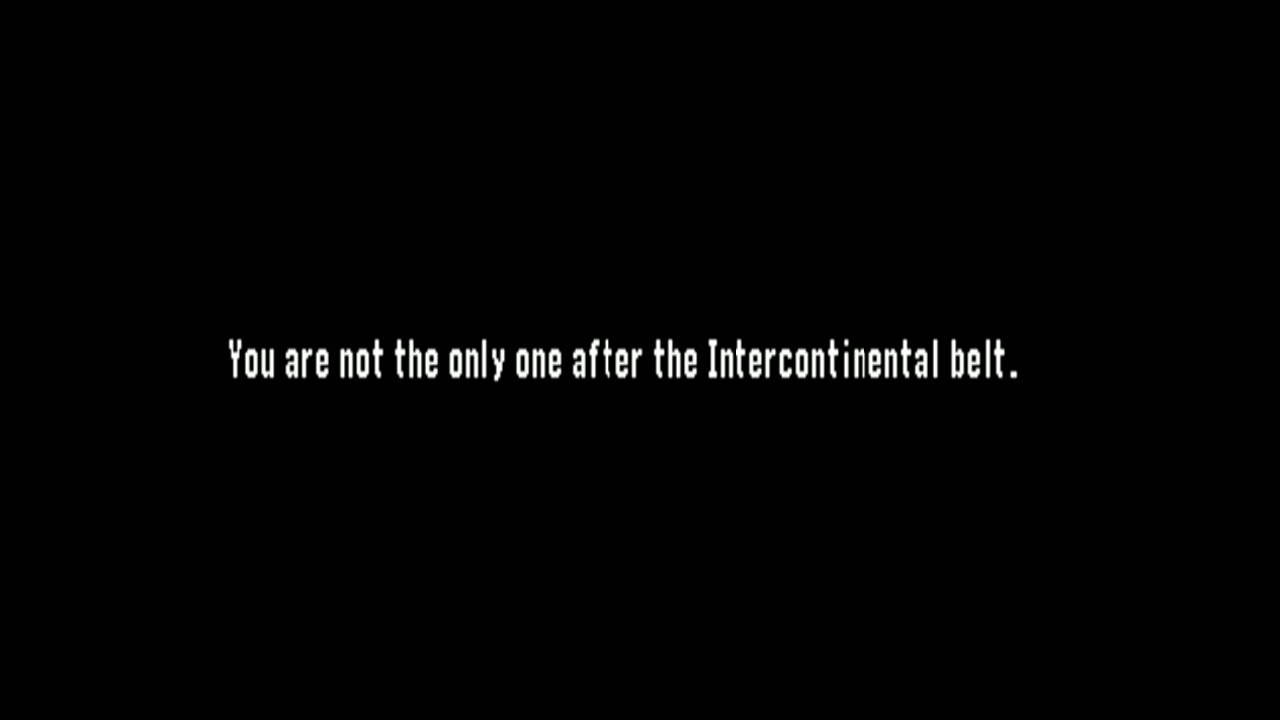 You are not the only one after the Intercontinental belt.